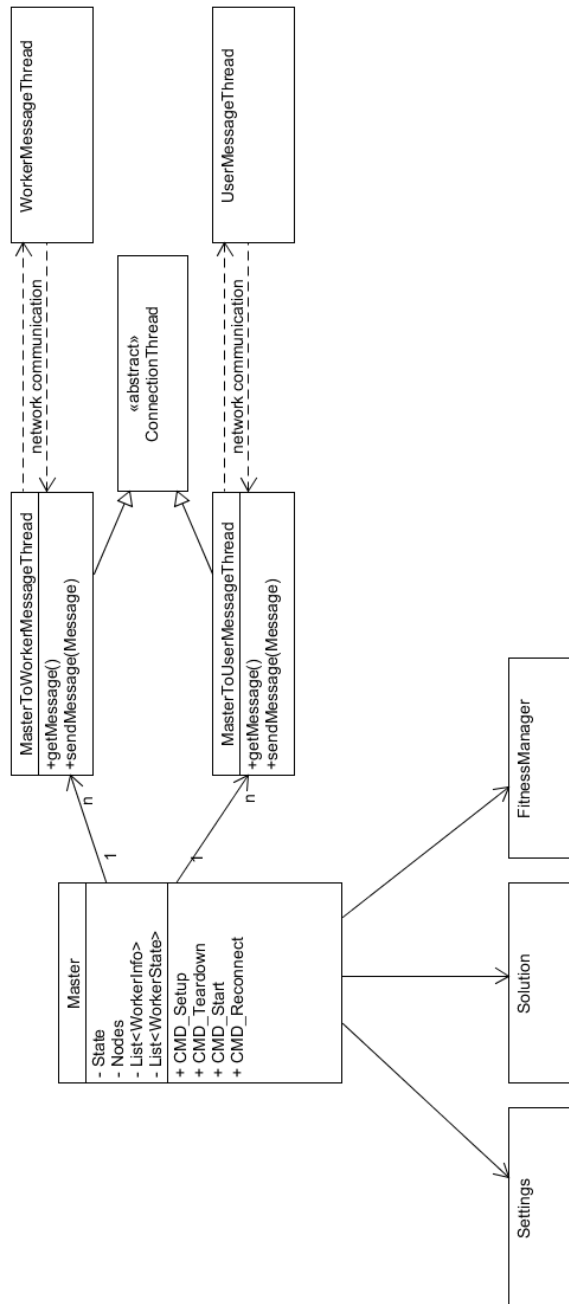 WorkerMessageThread
network communication
MasterToWorkerMessageThread
+getMessage()
+sendMessage(Message)
«abstract»
ConnectionThread
UserMessageThread
network communication
MasterToUserMessageThread
+getMessage()
+sendMessage(Message)
n
1
n
1
Master
- State
- Nodes
- List<WorkerInfo>
- List<WorkerState>
+ CMD_Setup
+ CMD_Teardown
+ CMD_Start
+ CMD_Reconnect
Settings
Solution
FitnessManager